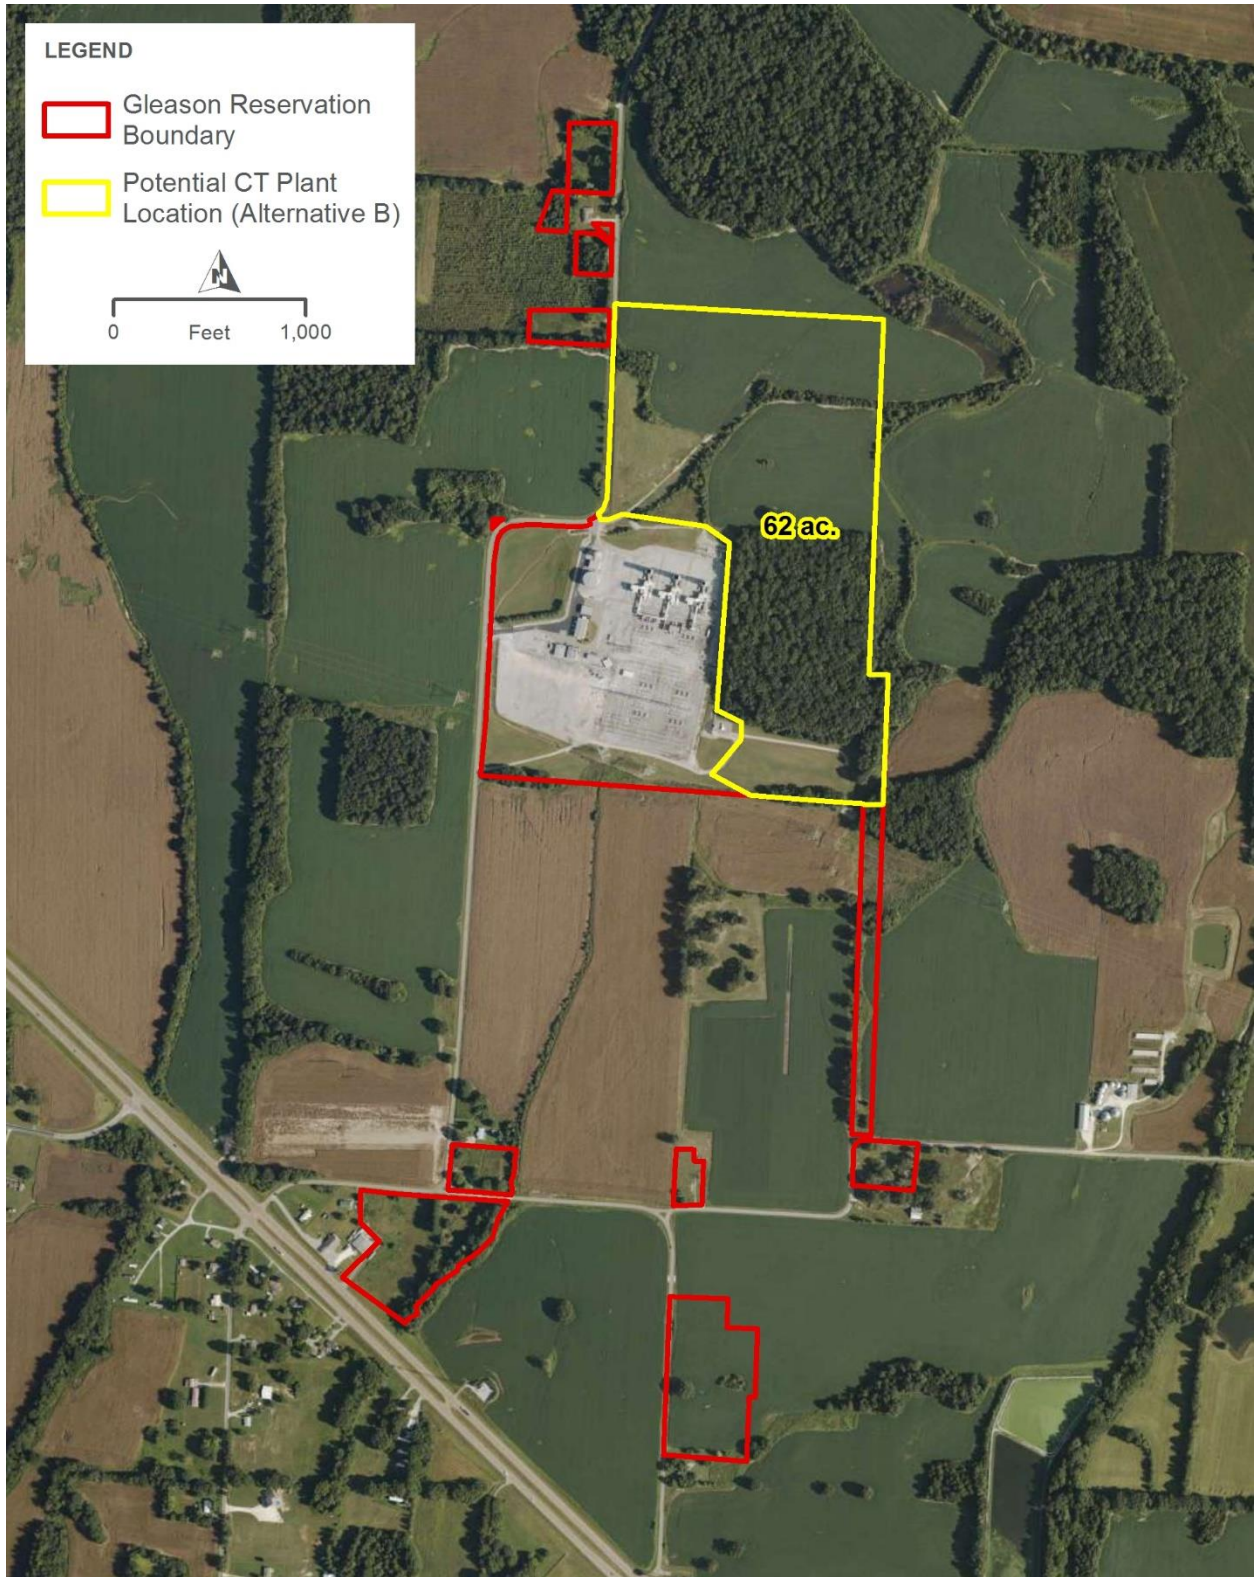 LEGEND
Gleason Reservation
Boundary
Potential CT Plant
Location (Alternative B)
N
0 Feet 1,000
62 ac.